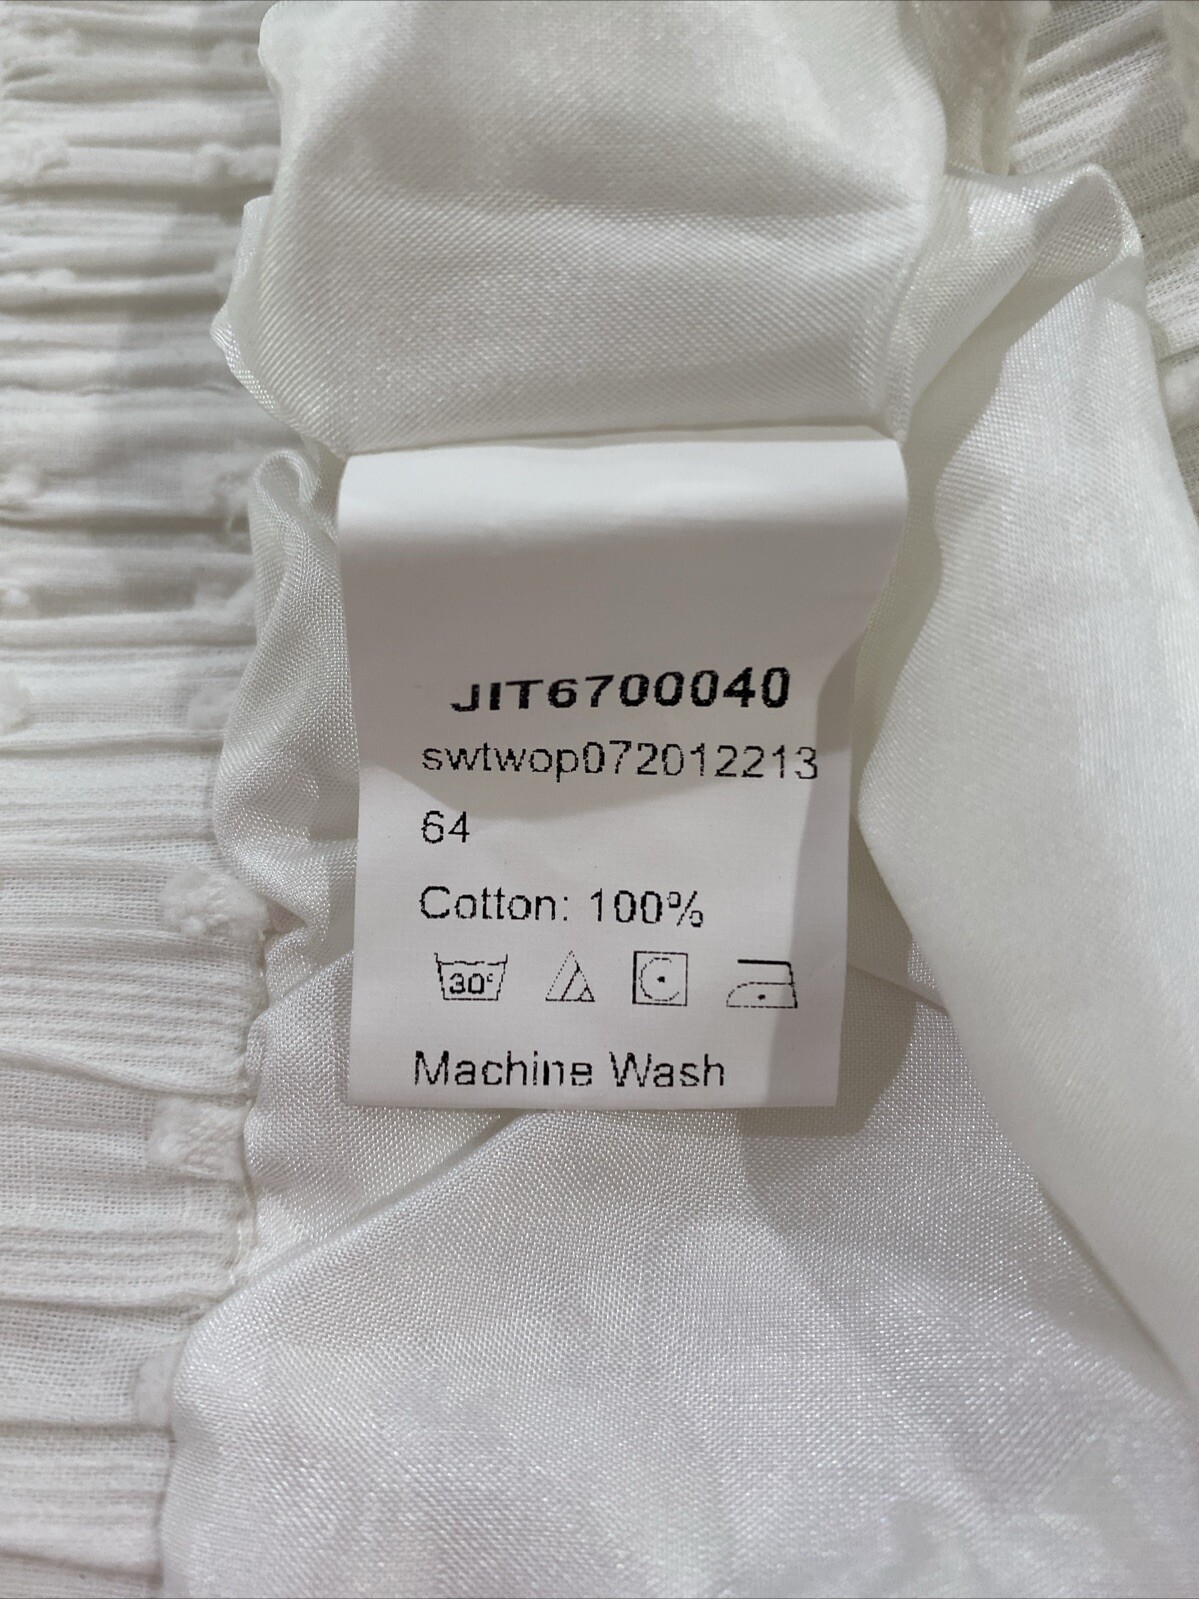 JIT6700040
swtwop072012213
64
Cotton: 100%
30°
Machine Wash